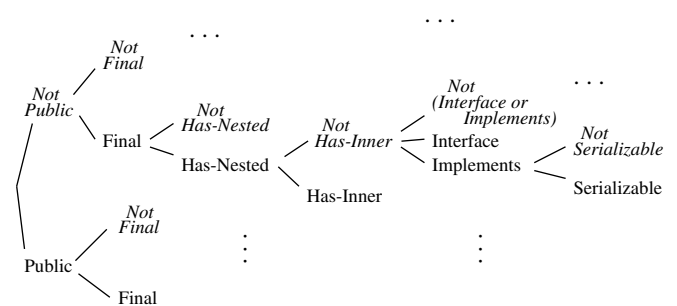 . . .
. . .
Not
Final
. . .
Not
Public
Not
(Interface or
Implements)
Not
Has-Nested
Not
Has-Inner
Not
Serializable
Final
Interface
Has-Nested
Implements
Serializable
Has-Inner
Not
Final
Public
Final